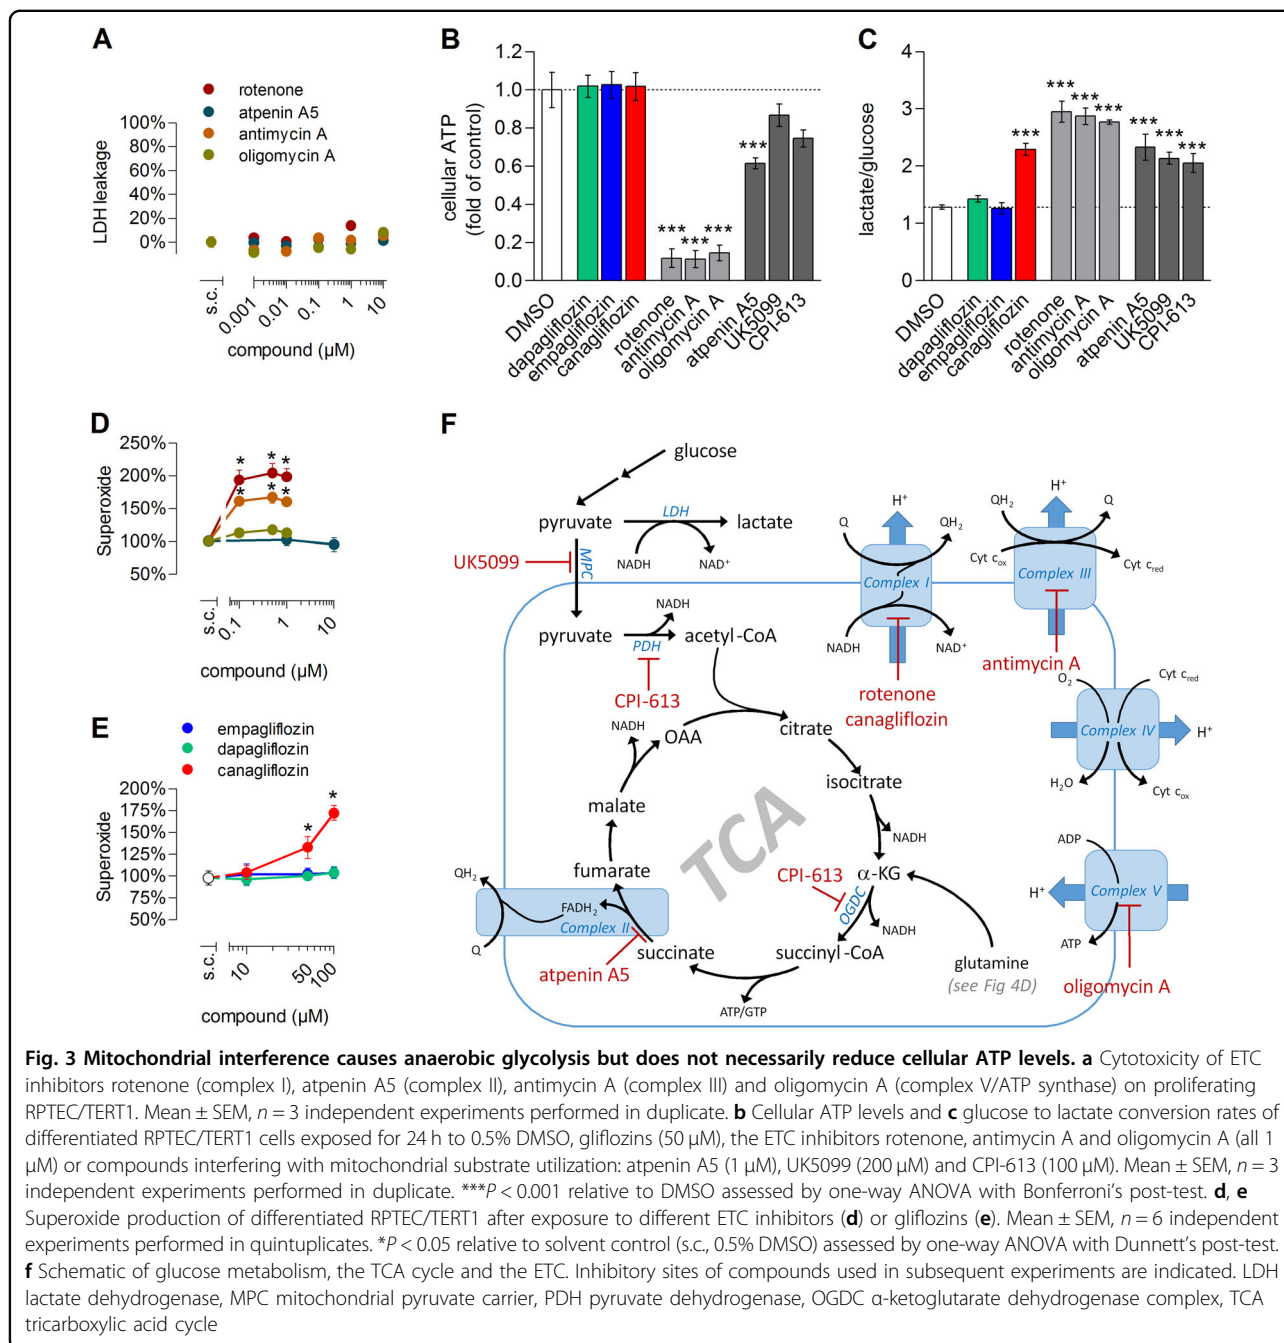 A
rotenone
atpenin A5
antimycin A
oligomycin A
LDH leakage
100%
80%
60%
40%
20%
0%
s.c.
0.001
0.01
0.1
1
10
compound (µM)
B
cellular ATP
(fold of control)
1.2
1.0
0.8
0.6
0.4
0.2
0.0
*** *** *** ***
DMSO
dapagliflozin
empagliflozin
canagliflozin
rotenone
antimycin A
oligomycin A
atpenin A5
UK5099
CPI-613
C
lactate/glucose
4
3
2
1
0
*** *** *** *** *** *** ***
DMSO
dapagliflozin
empagliflozin
canagliflozin
rotenone
antimycin A
oligomycin A
atpenin A5
UK5099
CPI-613
D
Superoxide
250%
200%
150%
100%
50%
* * *
* * *
s.c.
0.1
1
10
compound (µM)
E
empagliflozin
dapagliflozin
canagliflozin
Superoxide
200%
175%
150%
125%
100%
75%
50%
* *
s.c.
10
50
100
compound (µM)
F
glucose
pyruvate
LDH
lactate
NADH
NAD⁺
UK5099
MPC
pyruvate
NADH
PDH
acetyl-CoA
CPI-613
NADH
OAA
citrate
isocitrate
NADH
malate
TCA
fumarate
CPI-613
α-KG
OGDC
NADH
QH₂
FADH₂
Complex II
Q
succinate
succinyl-CoA
atpenin A5
ATP/GTP
glutamine
(see Fig 4D)
H⁺
Q
QH₂
Complex I
NADH
NAD⁺
rotenone
canagliflozin
H⁺
QH₂
Q
Cyt c_ox
Complex III
Cyt c_red
antimycin A
O₂
Cyt c_red
Complex IV
H⁺
H₂O
Cyt c_ox
ADP
H⁺
Complex V
ATP
oligomycin A
Fig. 3 Mitochondrial interference causes anaerobic glycolysis but does not necessarily reduce cellular ATP levels. a Cytotoxicity of ETC
inhibitors rotenone (complex I), atpenin A5 (complex II), antimycin A (complex III) and oligomycin A (complex V/ATP synthase) on proliferating
RPTEC/TERT1. Mean ± SEM, n = 3 independent experiments performed in duplicate. b Cellular ATP levels and c glucose to lactate conversion rates of
differentiated RPTEC/TERT1 cells exposed for 24 h to 0.5% DMSO, gliflozins (50 µM), the ETC inhibitors rotenone, antimycin A and oligomycin A (all 1
µM) or compounds interfering with mitochondrial substrate utilization: atpenin A5 (1 µM), UK5099 (200 µM) and CPI-613 (100 µM). Mean ± SEM, n = 3
independent experiments performed in duplicate. ***P < 0.001 relative to DMSO assessed by one-way ANOVA with Bonferroni's post-test. d, e
Superoxide production of differentiated RPTEC/TERT1 after exposure to different ETC inhibitors (d) or gliflozins (e). Mean ± SEM, n = 6 independent
experiments performed in quintuplicates. *P < 0.05 relative to solvent control (s.c., 0.5% DMSO) assessed by one-way ANOVA with Dunnett's post-test.
f Schematic of glucose metabolism, the TCA cycle and the ETC. Inhibitory sites of compounds used in subsequent experiments are indicated. LDH
lactate dehydrogenase, MPC mitochondrial pyruvate carrier, PDH pyruvate dehydrogenase, OGDC α-ketoglutarate dehydrogenase complex, TCA
tricarboxylic acid cycle